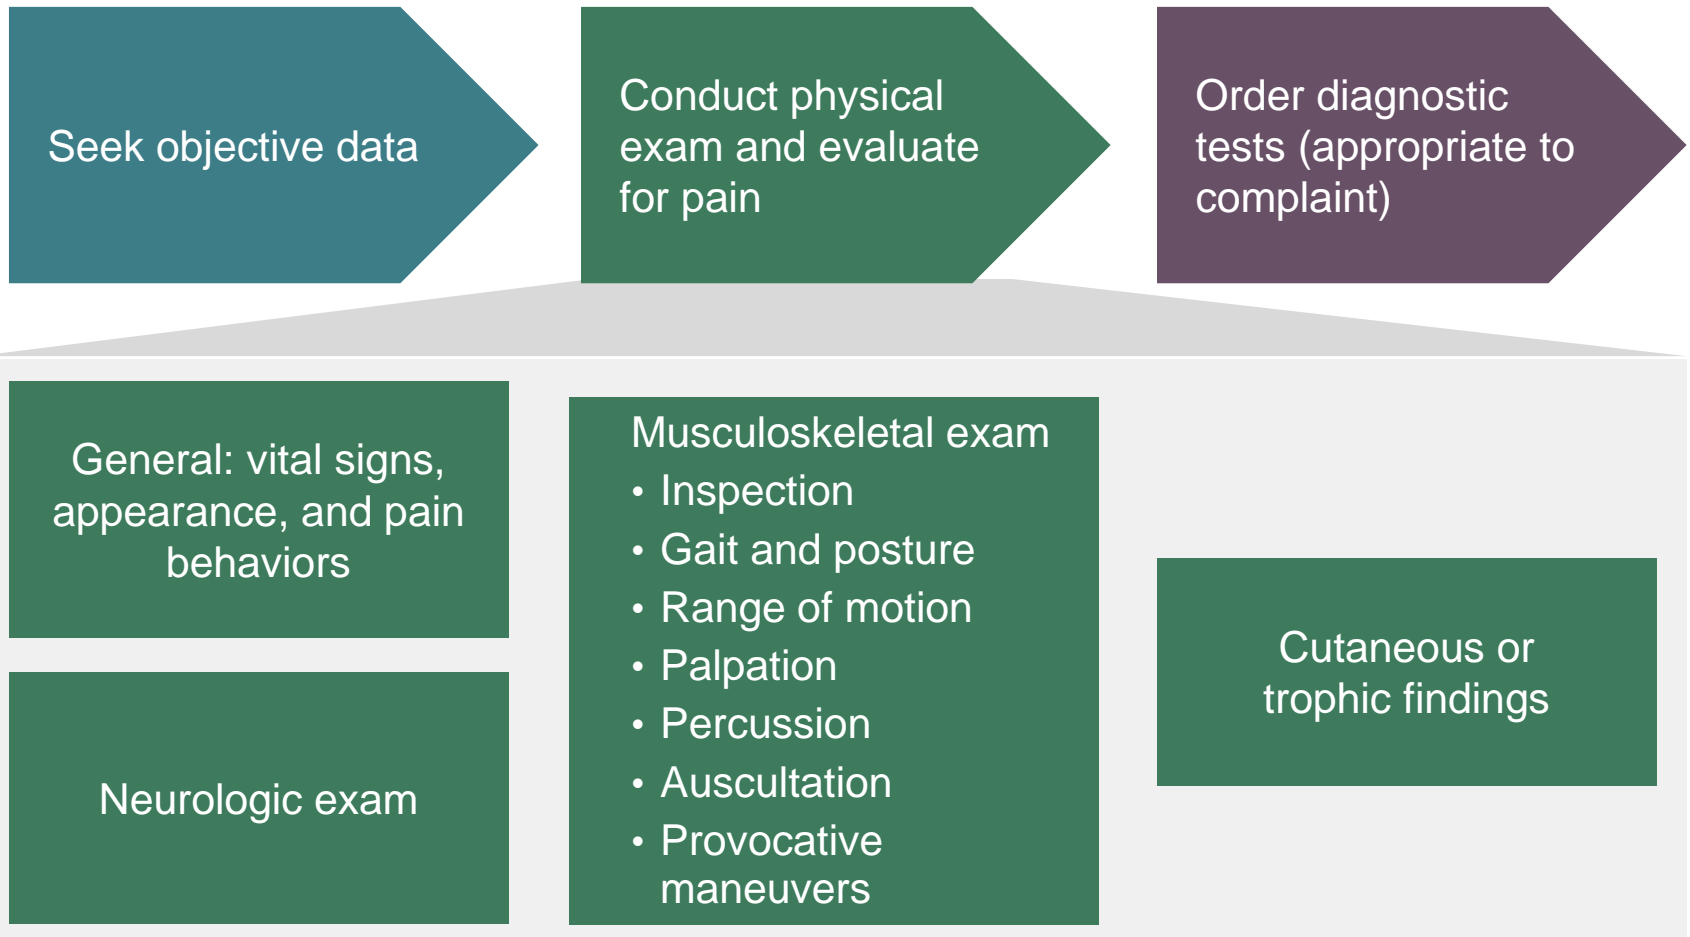 Seek objective data
Conduct physical
exam and evaluate
for pain
Order diagnostic
tests (appropriate to
complaint)
General: vital signs,
appearance, and pain
behaviors
Neurologic exam
Musculoskeletal exam
• Inspection
• Gait and posture
• Range of motion
• Palpation
• Percussion
• Auscultation
• Provocative
maneuvers
Cutaneous or
trophic findings